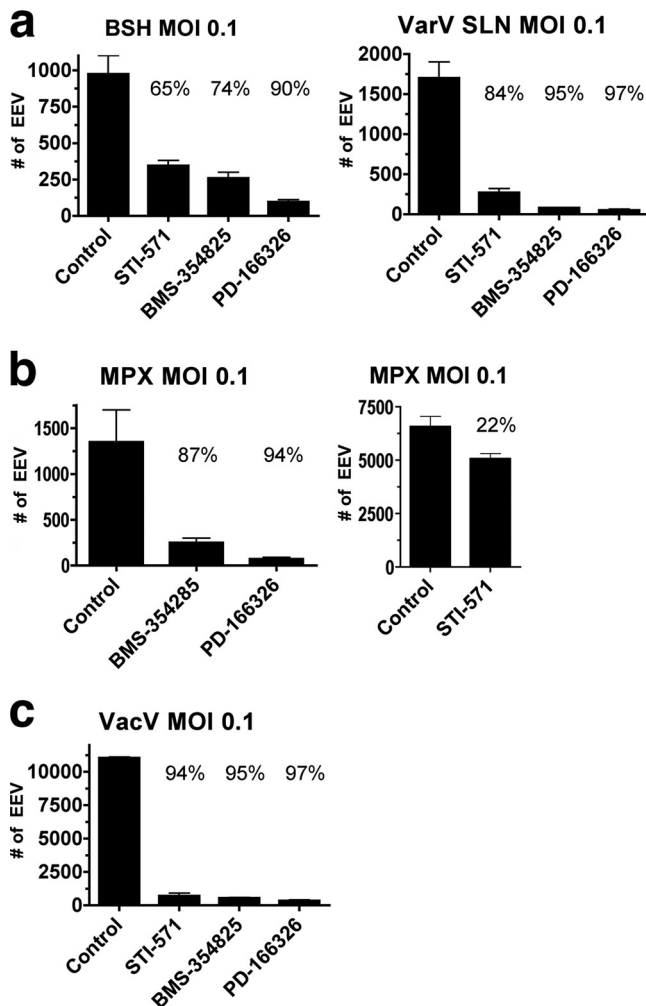 a
BSH MOI 0.1
# of EEV
1000
750
500
250
0
65% 74% 90%
Control
STI-571
BMS-354825
PD-166326
VarV SLN MOI 0.1
# of EEV
2000
1500
1000
500
0
84% 95% 97%
Control
STI-571
BMS-354825
PD-166326
b
MPX MOI 0.1
# of EEV
1500
1000
500
0
87% 94%
Control
BMS-354285
PD-166326
MPX MOI 0.1
# of EEV
7500
5000
2500
0
22%
Control
STI-571
c
VacV MOI 0.1
# of EEV
10000
7500
5000
2500
0
94% 95% 97%
Control
STI-571
BMS-354825
PD-166326